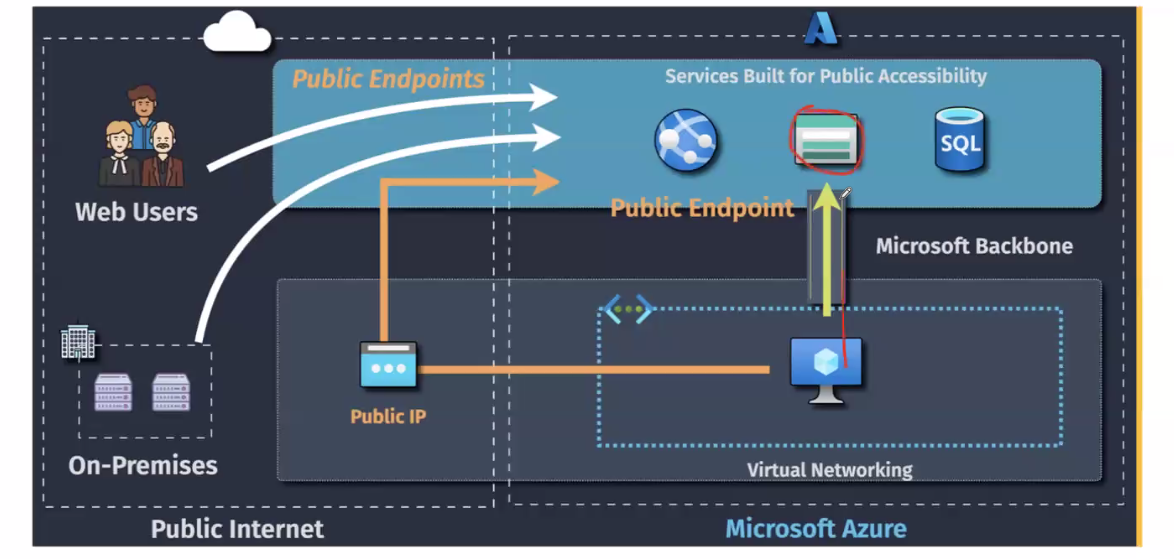 Public Endpoints
Services Built for Public Accessibility
SQL
Web Users
Public Endpoint
Microsoft Backbone
Public IP
On-Premises
Virtual Networking
Public Internet
Microsoft Azure